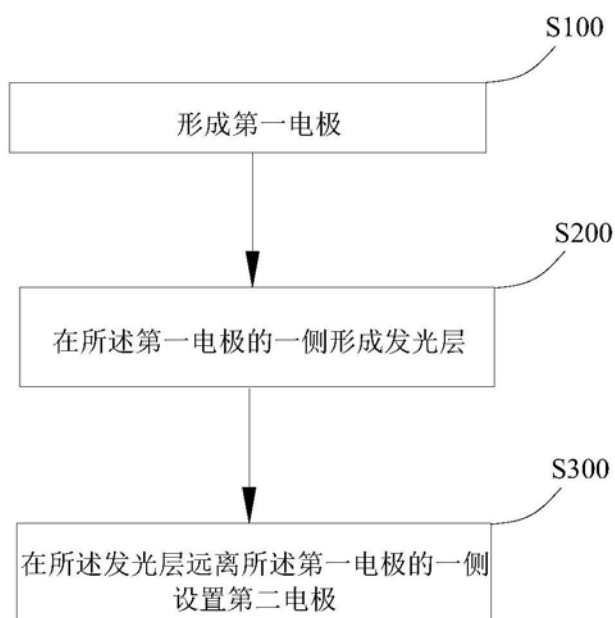 S100
形成第一电极
S200
在所述第一电极的一侧形成发光层
S300
在所述发光层远离所述第一电极的一侧
设置第二电极